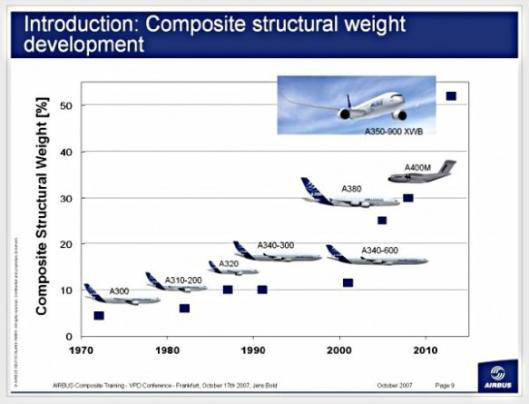 Introduction: Composite structural weight
development
Composite Structural Weight [%]
50
40
30
20
10
0
A350-900 XWB
A400M
A380
A340-300
A340-600
A320
A310-200
A300
1970
1980
1990
2000
2010
AIRBUS Composite Training - VPD Conference - Frankfurt, October 17th 2007, Jens Bold
October 2007
Page 9
AIRBUS